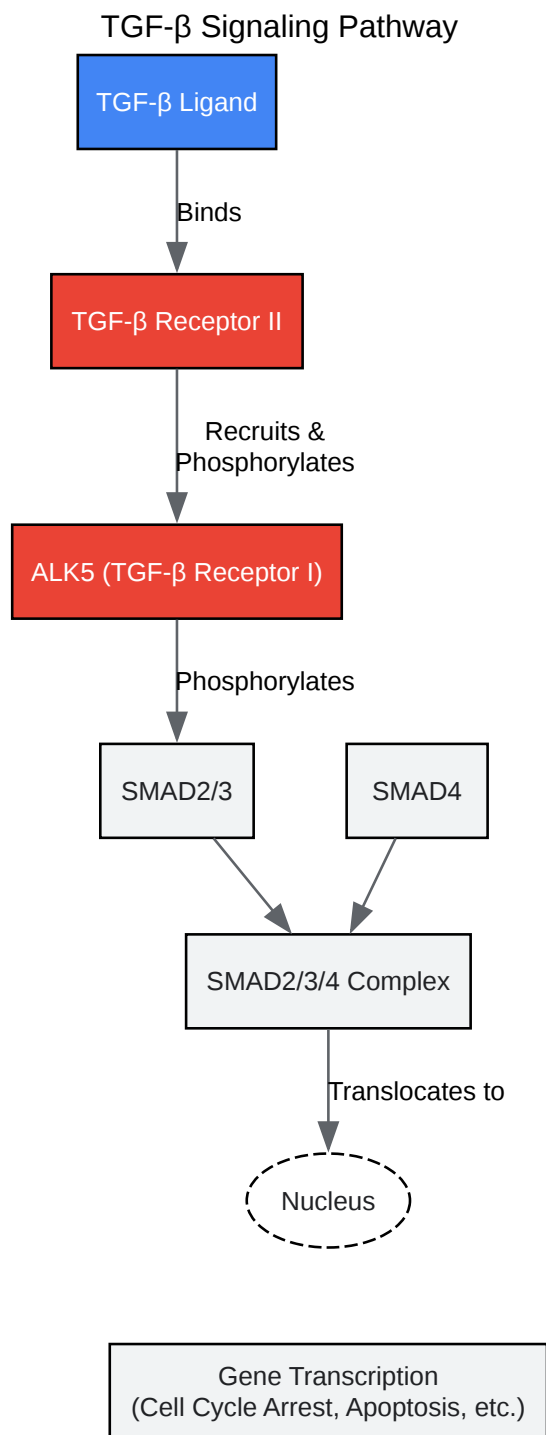 TGF-β Signaling Pathway
TGF-β Ligand
Binds
TGF-β Receptor II
Recruits &
Phosphorylates
ALK5 (TGF-β Receptor I)
Phosphorylates
SMAD2/3
SMAD4
SMAD2/3/4 Complex
Translocates to
Nucleus
Gene Transcription
(Cell Cycle Arrest, Apoptosis, etc.)